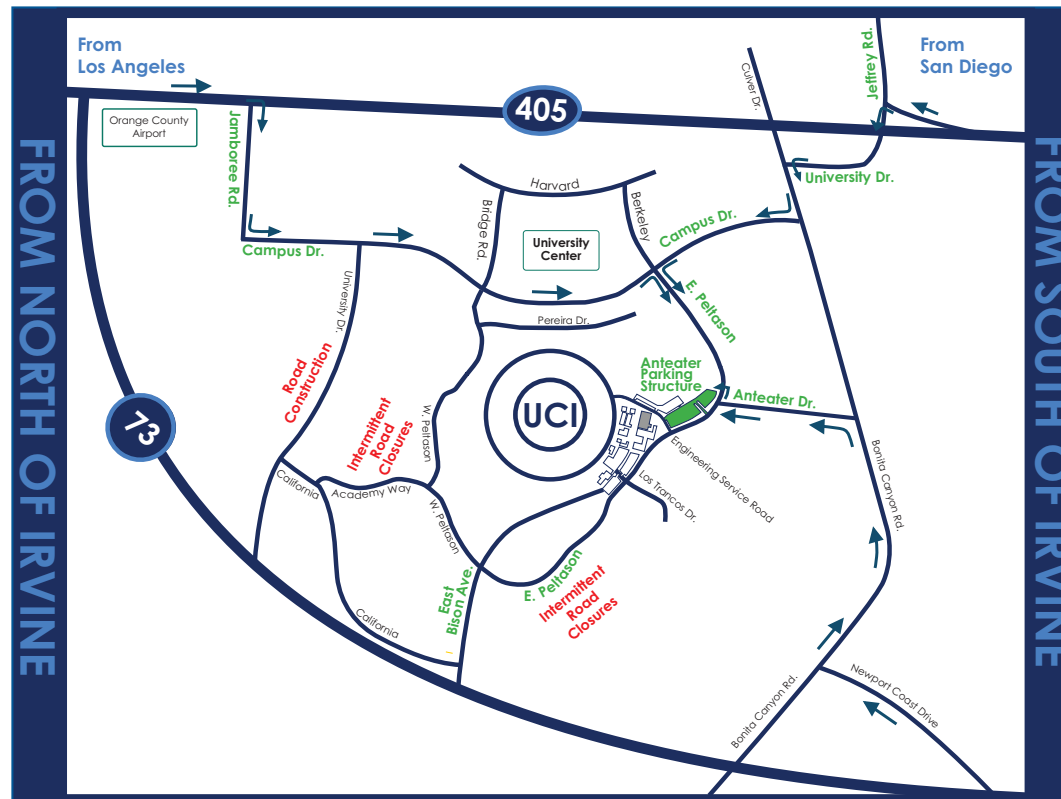 From
Los Angeles
From
San Diego
FROM NORTH OF IRVINE
FROM SOUTH OF IRVINE
405
73
Orange County
Airport
Jamboree Rd.
Culver Dr.
Jeffrey Rd.
University Dr.
Harvard
Bridge Rd.
Berkeley
Campus Dr.
Campus Dr.
University
Center
University Dr.
E. Peltason
Pereira Dr.
Road
Construction
Anteater
Parking
Structure
Anteater Dr.
UCI
W. Peltason
Intermittent
Road
Closures
Engineering Service Road
Bonita Canyon Rd.
California
Academy Way
Los Trancos Dr.
W. Peltason
East
Bison Ave.
E. Peltason
Intermittent
Road
Closures
California
Bonita Canyon Rd.
Newport Coast Drive